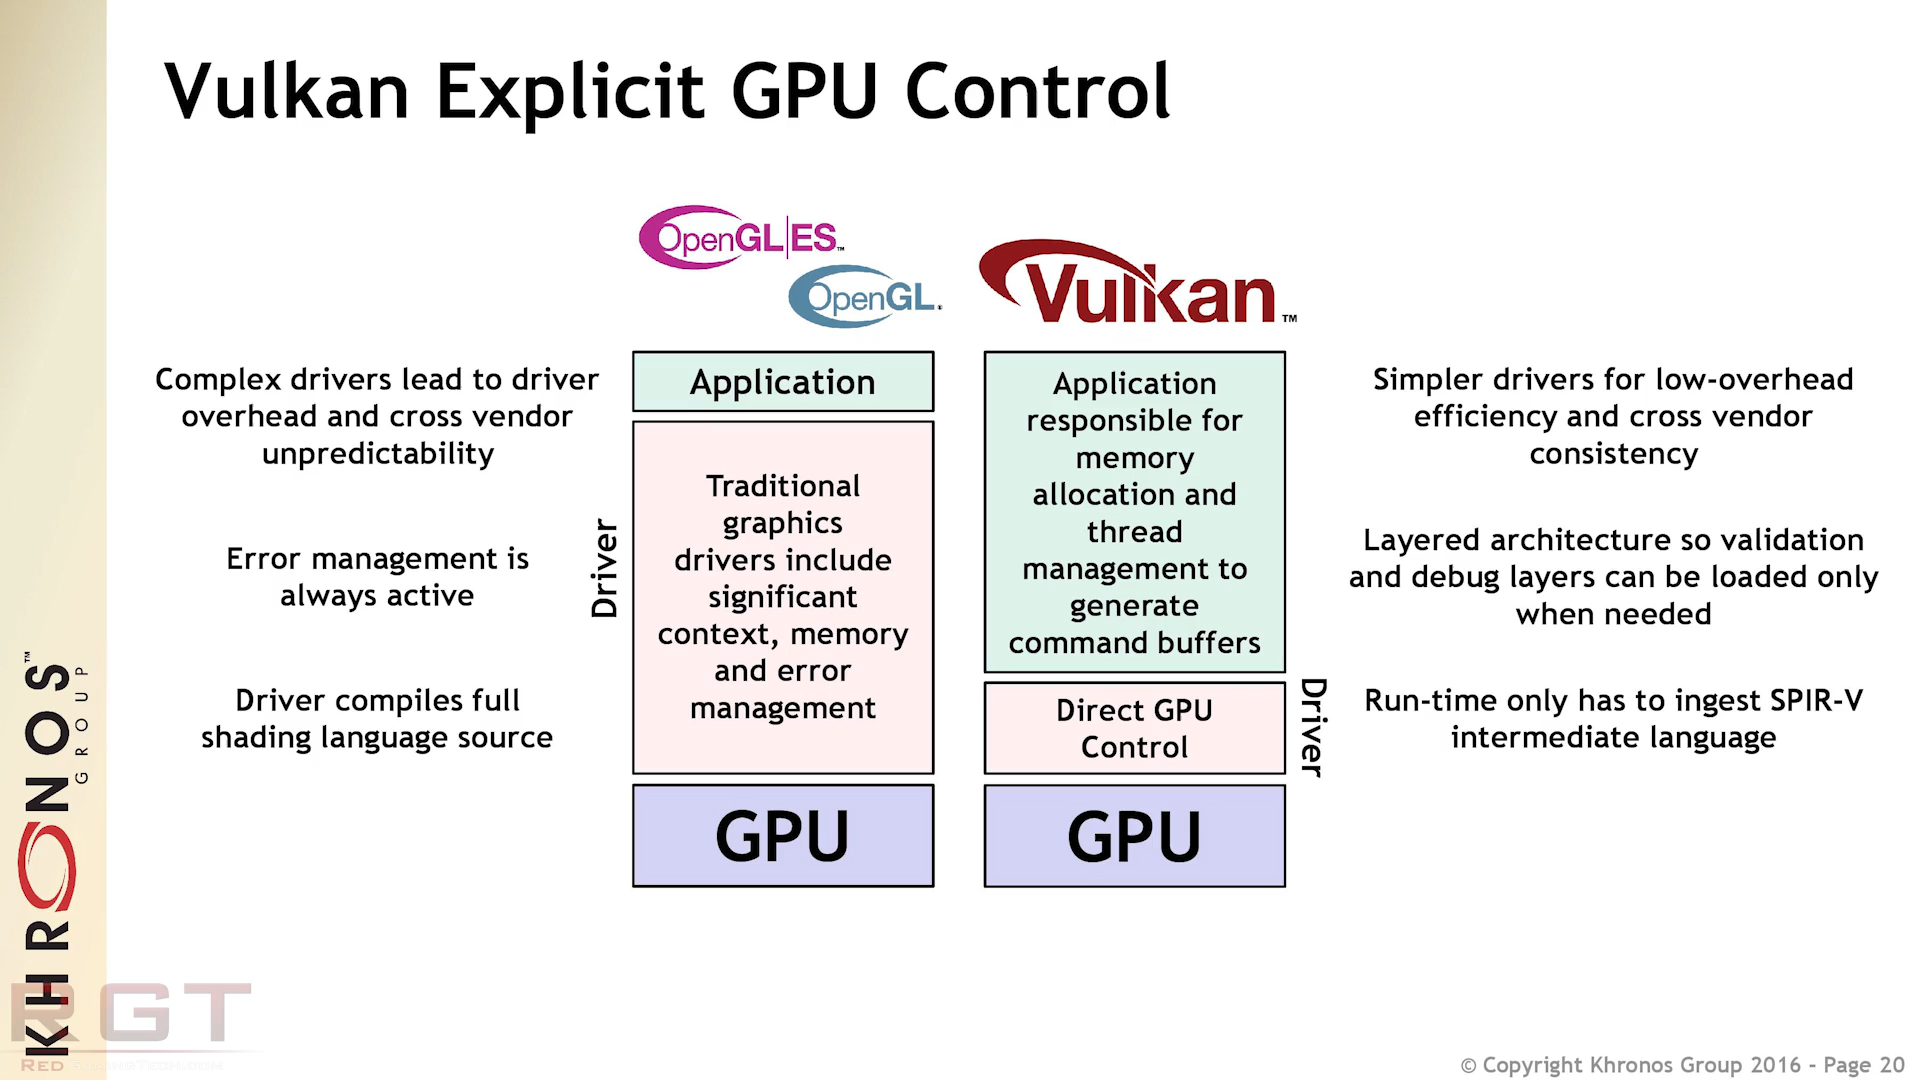 Vulkan Explicit GPU Control
OpenGL|ES™
OpenGL®
Vulkan™
Complex drivers lead to driver
overhead and cross vendor
unpredictability
Error management is
always active
Driver compiles full
shading language source
Driver
Application
Traditional
graphics
drivers include
significant
context, memory
and error
management
GPU
Application
responsible for
memory
allocation and
thread
management to
generate
command buffers
Direct GPU
Control
GPU
Driver
Simpler drivers for low-overhead
efficiency and cross vendor
consistency
Layered architecture so validation
and debug layers can be loaded only
when needed
Run-time only has to ingest SPIR-V
intermediate language
KHRONOS™
GROUP
RGT
© Copyright Khronos Group 2016 - Page 20